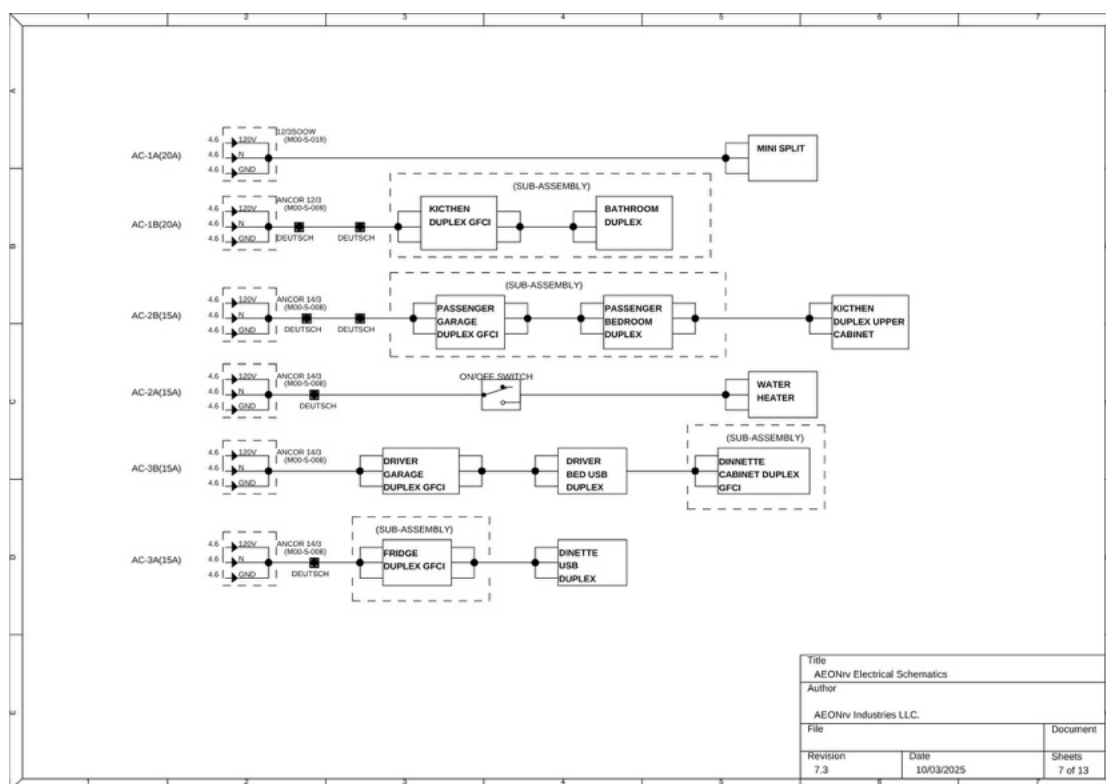 1 2 3 4 5 6 7
A
B
C
D
E
AC-1A(20A)
4.6 120V
4.6 N
4.6 GND
12/3SOOW
(M00-5-019)
MINI SPLIT
AC-1B(20A)
4.6 120V
4.6 N
4.6 GND
ANCOR 12/3
(M00-5-009)
DEUTSCH
DEUTSCH
(SUB-ASSEMBLY)
KICTHEN
DUPLEX GFCI
BATHROOM
DUPLEX
AC-2B(15A)
4.6 120V
4.6 N
4.6 GND
ANCOR 14/3
(M00-5-008)
DEUTSCH
DEUTSCH
(SUB-ASSEMBLY)
PASSENGER
GARAGE
DUPLEX GFCI
PASSENGER
BEDROOM
DUPLEX
KICTHEN
DUPLEX UPPER
CABINET
AC-2A(15A)
4.6 120V
4.6 N
4.6 GND
ANCOR 14/3
(M00-5-008)
DEUTSCH
ON/OFF SWITCH
WATER
HEATER
AC-3B(15A)
4.6 120V
4.6 N
4.6 GND
ANCOR 14/3
(M00-5-008)
DRIVER
GARAGE
DUPLEX GFCI
DRIVER
BED USB
DUPLEX
(SUB-ASSEMBLY)
DINNETTE
CABINET DUPLEX
GFCI
AC-3A(15A)
4.6 120V
4.6 N
4.6 GND
ANCOR 14/3
(M00-5-008)
DEUTSCH
(SUB-ASSEMBLY)
FRIDGE
DUPLEX GFCI
DINETTE
USB
DUPLEX
Title
AEONrv Electrical Schematics
Author
AEONrv Industries LLC.
File Document
Revision Date Sheets
7.3 10/03/2025 7 of 13
1 2 3 4 5 6 7